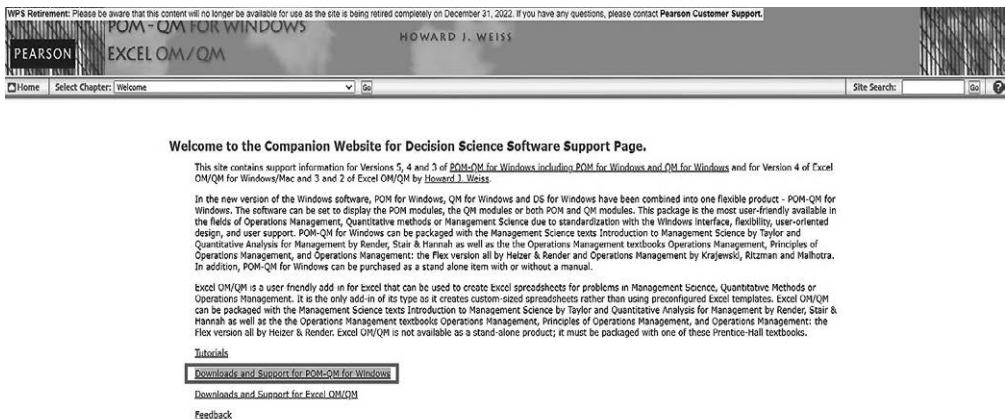 WPS Retirement: Please be aware that this content will no longer be available for use as the site is being retired completely on December 31, 2022. If you have any questions, please contact Pearson Customer Support.
POM - QM FOR WINDOWS
HOWARD J. WEISS
PEARSON
EXCEL OM/QM
Home Select Chapter: Welcome Go Site Search: Go ?
Welcome to the Companion Website for Decision Science Software Support Page.
This site contains support information for Versions 5, 4 and 3 of POM-QM for Windows including POM for Windows and QM for Windows and for Version 4 of Excel
OM/QM for Windows/Mac and 3 and 2 of Excel OM/QM by Howard J. Weiss.
In the new version of the Windows software, POM for Windows, QM for Windows and DS for Windows have been combined into one flexible product - POM-QM for
Windows. The software can be set to display the POM modules, the QM modules or both POM and QM modules. This package is the most user-friendly available in
the fields of Operations Management, Quantitative methods or Management Science due to standardization with the Windows interface, flexibility, user-oriented
design, and user support. POM-QM for Windows can be packaged with the Management Science texts Introduction to Management Science by Taylor and
Quantitative Analysis for Management by Render, Stair & Hannah as well as the the Operations Management textbooks Operations Management, Principles of
Operations Management, and Operations Management: the Flex version all by Heizer & Render and Operations Management by Krajewski, Ritzman and Malhotra.
In addition, POM-QM for Windows can be purchased as a stand alone item with or without a manual.
Excel OM/QM is a user friendly add in for Excel that can be used to create Excel spreadsheets for problems in Management Science, Quantitative Methods or
Operations Management. It is the only add-in of its type as it creates custom-sized spreadsheets rather than using preconfigured Excel templates. Excel OM/QM
can be packaged with the Management Science texts Introduction to Management Science by Taylor and Quantitative Analysis for Management by Render, Stair &
Hannah as well as the the Operations Management textbooks Operations Management, Principles of Operations Management, and Operations Management: the
Flex version all by Heizer & Render. Excel OM/QM is not available as a stand-alone product; it must be packaged with one of these Prentice-Hall textbooks.
Tutorials
Downloads and Support for POM-QM for Windows
Downloads and Support for Excel OM/QM
Feedback